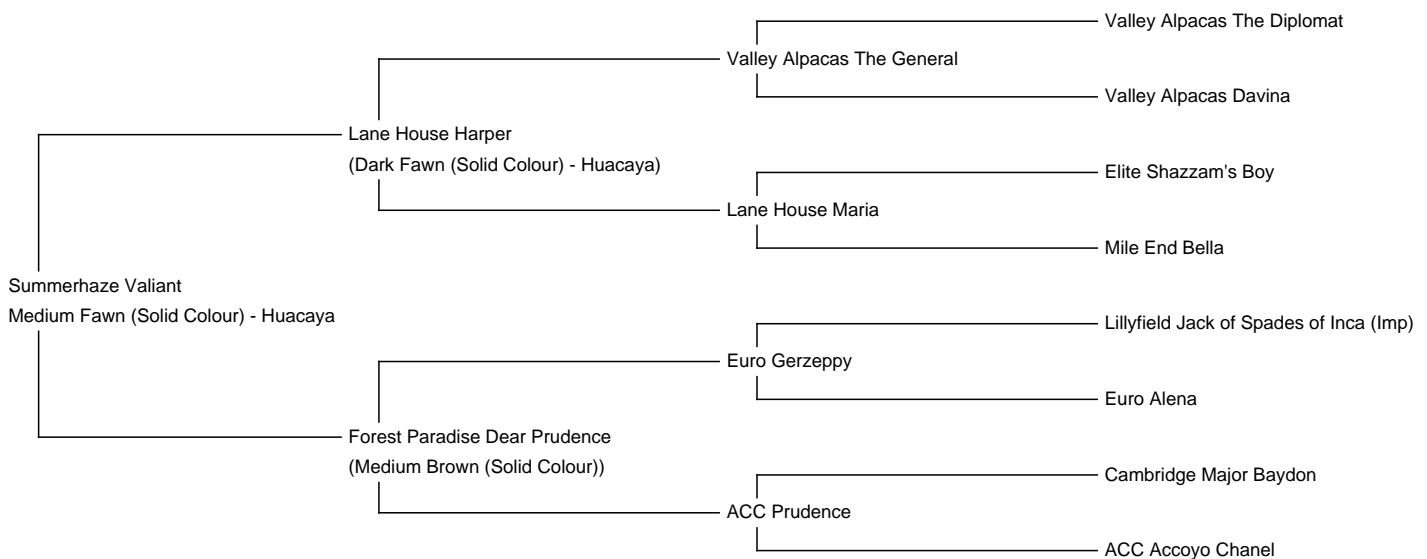 Valley Alpacas The Diplomat
Valley Alpacas The General
Valley Alpacas Davina
Lane House Harper
(Dark Fawn (Solid Colour) - Huacaya)
Elite Shazzam's Boy
Lane House Maria
Mile End Bella
Summerhaze Valiant
Medium Fawn (Solid Colour) - Huacaya
Lillyfield Jack of Spades of Inca (Imp)
Euro Gerzeppy
Euro Alena
Forest Paradise Dear Prudence
(Medium Brown (Solid Colour))
Cambridge Major Baydon
ACC Prudence
ACC Accoyo Chanel